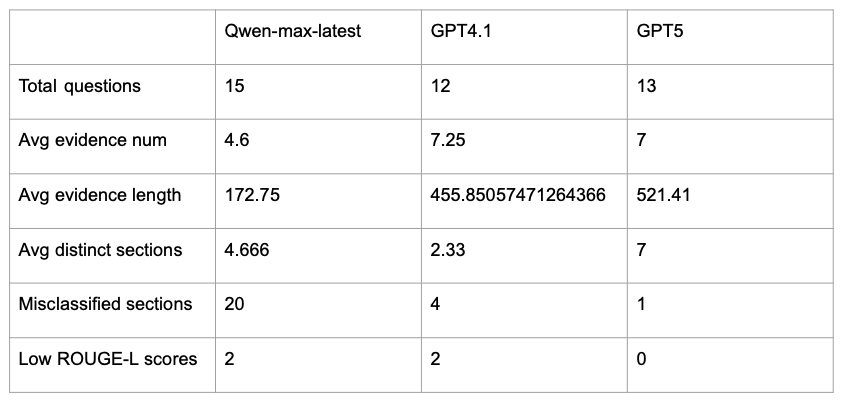 Qwen-max-latest GPT4.1 GPT5
Total questions 15 12 13
Avg evidence num 4.6 7.25 7
Avg evidence length 172.75 455.85057471264366 521.41
Avg distinct sections 4.666 2.33 7
Misclassified sections 20 4 1
Low ROUGE-L scores 2 2 0